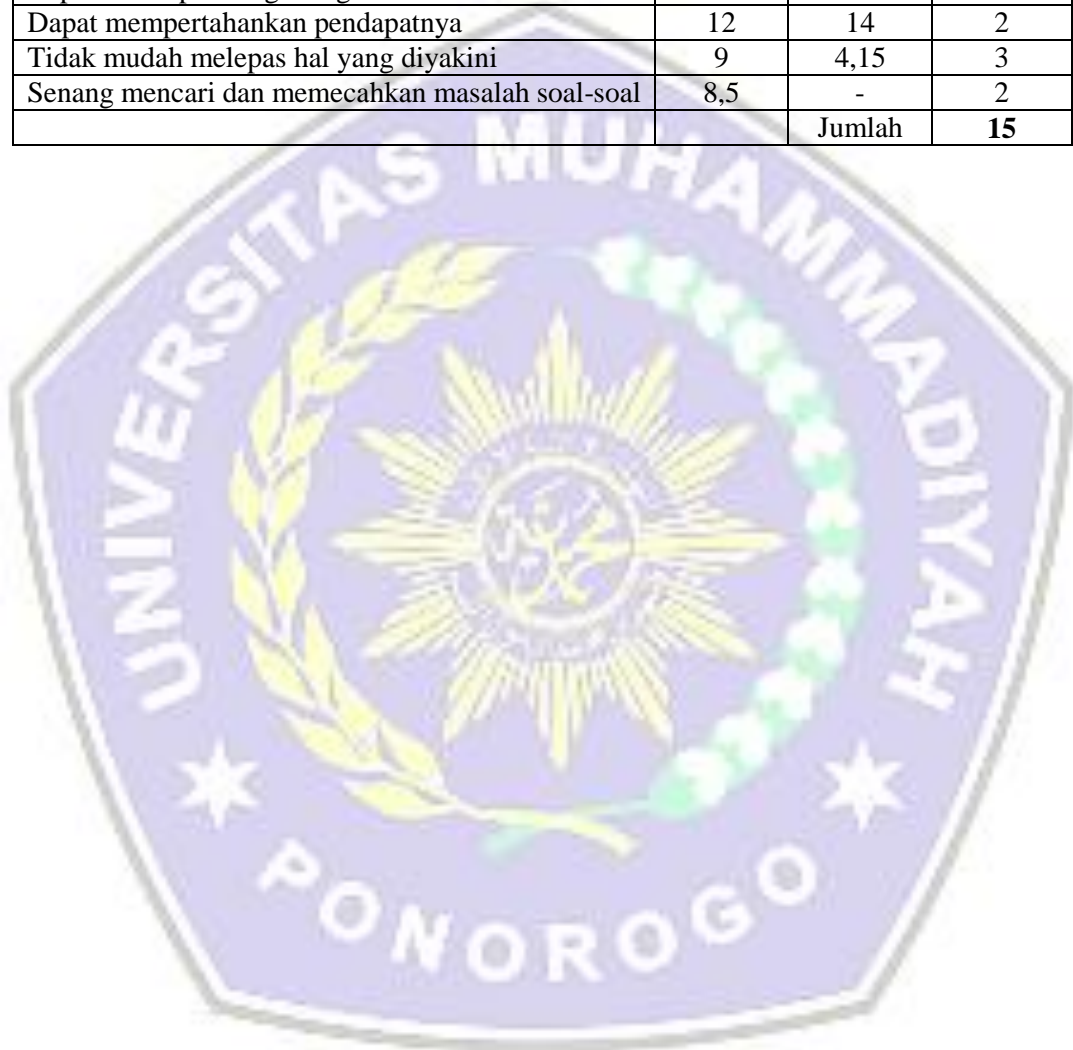 Dapat mempertahankan pendapatnya 12 14 2
Tidak mudah melepas hal yang diyakini 9 4,15 3
Senang mencari dan memecahkan masalah soal-soal 8,5 - 2
Jumlah 15
UNIVERSITAS MUHAMMADIYAH
PONOROGO